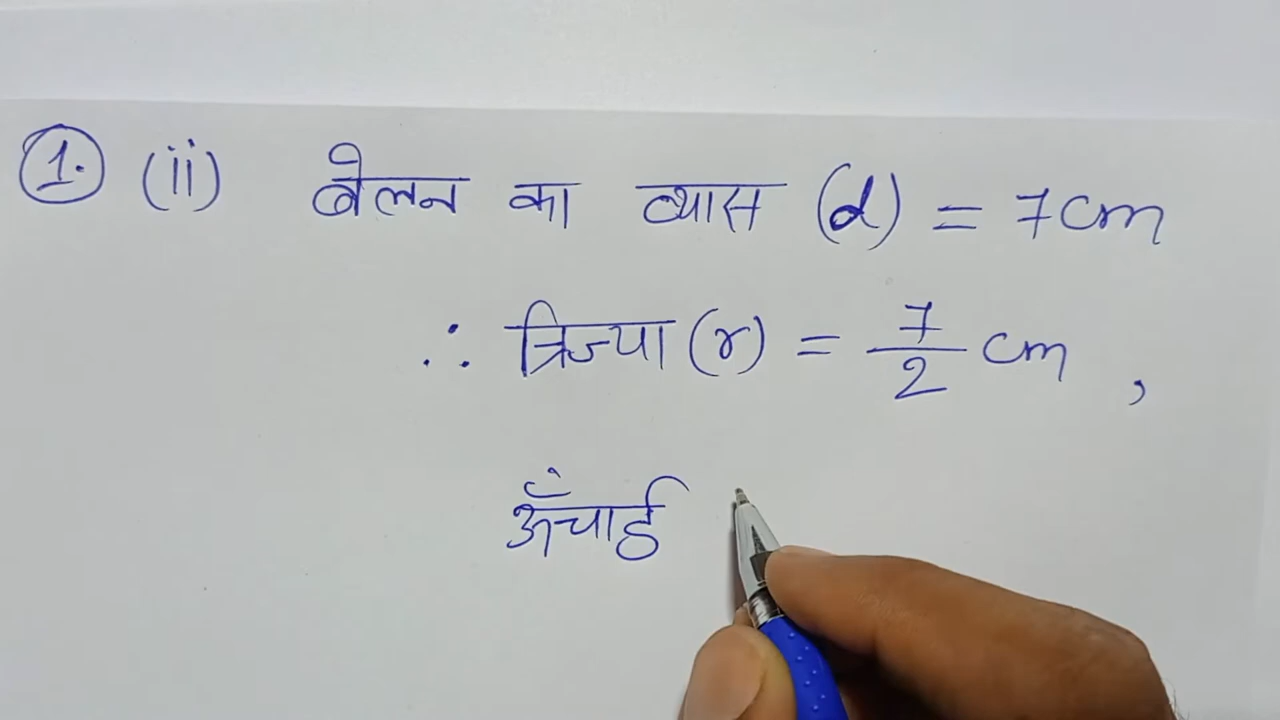 1. (ii) बेलन का व्यास (d) = 7cm
∴ त्रिज्या (r) = 7/2 cm ,
ऊँचाई